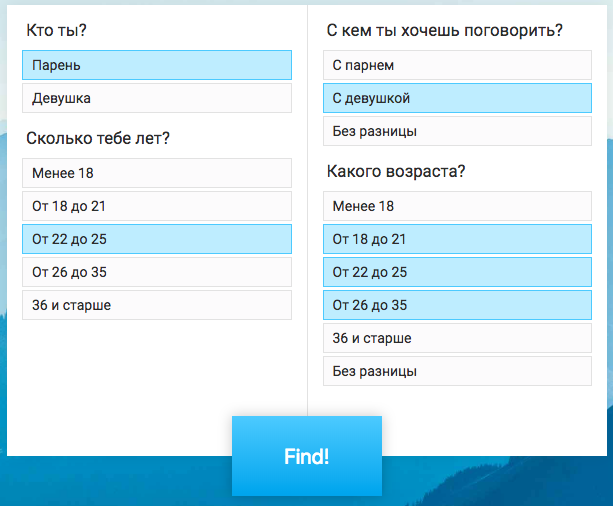 Кто ты?
Парень
Девушка
Сколько тебе лет?
Менее 18
От 18 до 21
От 22 до 25
От 26 до 35
36 и старше
С кем ты хочешь поговорить?
С парнем
С девушкой
Без разницы
Какого возраста?
Менее 18
От 18 до 21
От 22 до 25
От 26 до 35
36 и старше
Без разницы
Find!